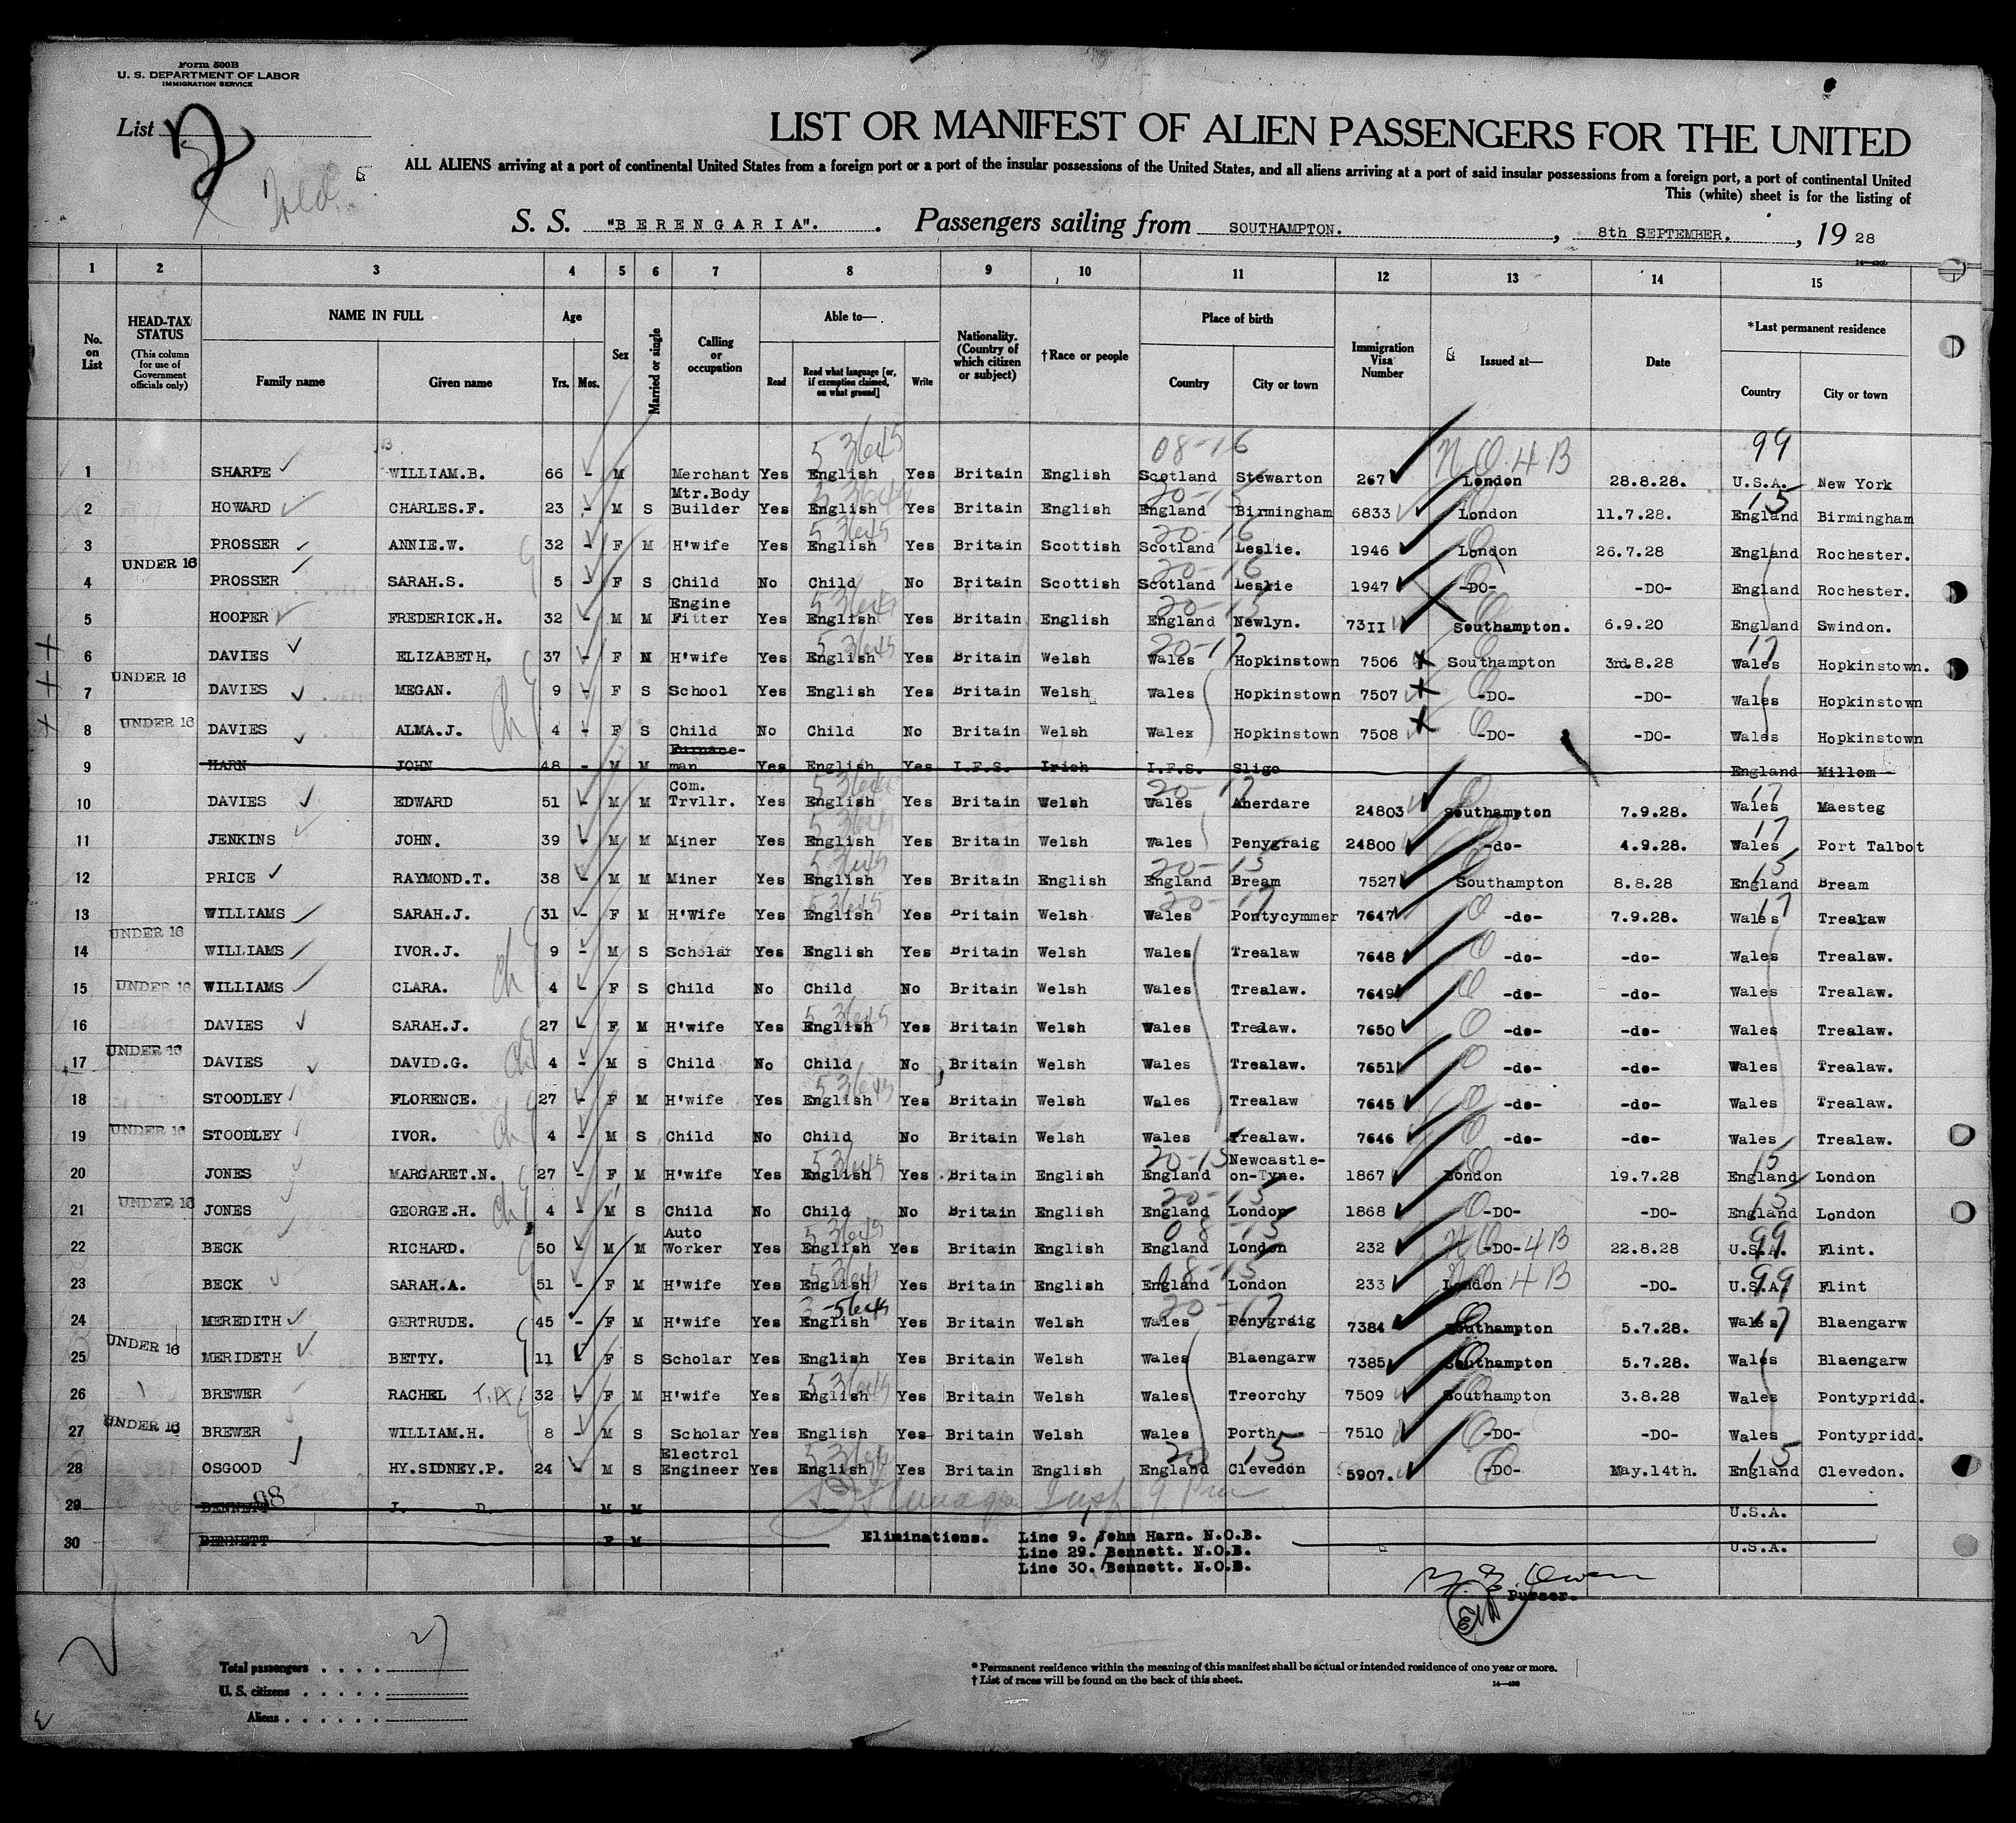 Form 500B
U. S. DEPARTMENT OF LABOR
IMMIGRATION SERVICE
List 2
LIST OR MANIFEST OF ALIEN PASSENGERS FOR THE UNITED
ALL ALIENS arriving at a port of continental United States from a foreign port or a port of the insular possessions of the United States, and all aliens arriving at a port of said insular possessions from a foreign port, a port of continental United
This (white) sheet is for the listing of
S. S. "BERENGARIA". Passengers sailing from SOUTHAMPTON. , 8th SEPTEMBER. , 19 28
1 2 3 4 5 6 7 8 9 10 11 12 13 14 15
No. on List HEAD-TAX STATUS (This column for use of Government officials only) NAME IN FULL Age Sex Married or single Calling or occupation Able to— Nationality. (Country of which citizen or subject) †Race or people Place of birth Immigration Visa Number Issued at— Date *Last permanent residence
Family name Given name Yrs. Mos. Read Read what language [or, if exemption claimed, on what ground] Write Country City or town Country City or town
53645 08-16 N.O.4B 99
1 SHARPE WILLIAM.B. 66 - M Merchant Yes English Yes Britain English Scotland Stewarton 267 London 28.8.28. U.S.A. New York
2 HOWARD CHARLES.F. 23 - M S Mtr.Body Builder Yes English Yes Britain English England Birmingham 6833 London 11.7.28. England Birmingham
3 PROSSER ANNIE.W. 32 - F M H'wife Yes English Yes Britain Scottish Scotland Leslie. 1946 London 26.7.28 England Rochester.
UNDER 16
4 PROSSER SARAH.S. 5 - F S Child No Child No Britain Scottish Scotland Leslie 1947 -DO- -DO- England Rochester.
5 HOOPER FREDERICK.H. 32 - M M Engine Fitter Yes English Yes Britain English England Newlyn. 73II Southampton. 6.9.20 England Swindon.
6 DAVIES ELIZABETH. 37 - F M H'wife Yes English Yes Britain Welsh Wales Hopkinstown 7506 Southampton 3rd.8.28 Wales Hopkinstown.
UNDER 16
7 DAVIES MEGAN. 9 - F S School Yes English Yes Britain Welsh Wales Hopkinstown 7507 -DO- -DO- Wales Hopkinstown
UNDER 16
8 DAVIES ALMA.J. 4 - F S Child No Child No Britain Welsh Walex Hopkinstown 7508 -DO- -DO- Wales Hopkinstown
9 HARN JOHN 48 - M M Furnace-man Yes English Yes I.F.S. Irish I.F.S. Sligo England Millom
10 DAVIES EDWARD 51 - M M Com. Trvllr. Yes English Yes Britain Welsh Wales Aberdare 24803 Southampton 7.9.28. Wales Maesteg
11 JENKINS JOHN. 39 - M M Miner Yes English Yes Britain Welsh Wales Penygraig 24800 -do- 4.9.28. Wales Port Talbot
12 PRICE RAYMOND.T. 38 - M M Miner Yes English Yes Britain English England Bream 7527 Southampton 8.8.28 England Bream
13 WILLIAMS SARAH.J. 31 - F M H'Wife Yes English Yes Britain Welsh Wales Pontycymmer 7647 -do- 7.9.28. Wales Trealaw
UNDER 16
14 WILLIAMS IVOR.J. 9 - M S Scholar Yes English Yes Britain Welsh Wales Trealaw 7648 -do- -do- Wales Trealaw.
15 UNDER 16 WILLIAMS CLARA. 4 - F S Child No Child No Britain Welsh Wales Trealaw. 7649 -do- -do- Wales Trealaw.
16 DAVIES SARAH.J. 27 - F M H'wife Yes English Yes Britain Welsh Wales Trealaw. 7650 -do- -do- Wales Trealaw.
UNDER 16
17 DAVIES DAVID.G. 4 - M S Child No Child No Britain Welsh Wales Trealaw. 7651 -do- -do- Wales Trealaw.
18 STOODLEY FLORENCE. 27 - F M H'wife Yes English Yes Britain Welsh Wales Trealaw 7645 -do- -do- Wales Trealaw.
19 UNDER 16 STOODLEY IVOR. 4 - M S Child No Child No Britain Welsh Wales Trealaw. 7646 -do- -do- Wales Trealaw.
20 JONES MARGARET.N. 27 - F M H'wife Yes English Yes Britain English England Newcastle-on-Tyne. 1867 London 19.7.28 England London
21 UNDER 16 JONES GEORGE.H. 4 - M S Child No Child No Britain English England London 1868 -DO- -DO- England London
22 BECK RICHARD. 50 - M M Auto Worker Yes English Yes Britain English England London 232 -DO- 22.8.28 U.S.A. Flint.
23 BECK SARAH.A. 51 - F M H'wife Yes English Yes Britain English England London 233 London -DO- U.S.A. Flint
24 MEREDITH GERTRUDE. 45 - F M H'wife Yes English Yes Britain Welsh Wales Penygraig 7384 Southampton 5.7.28. Wales Blaengarw
UNDER 16
25 MERIDETH BETTY. 11 - F S Scholar Yes English Yes Britain Welsh Wales Blaengarw 7385 Southampton 5.7.28. Wales Blaengarw
26 BREWER RACHEL 32 - F M H'wife Yes English Yes Britain Welsh Wales Treorchy 7509 Southampton 3.8.28 Wales Pontypridd.
27 UNDER 16 BREWER WILLIAM.H. 8 - M S Scholar Yes English Yes Britain Welsh Wales Porth 7510 -DO- -DO- Wales Pontypridd.
28 OSGOOD HY.SIDNEY.P. 24 - M S Electrcl Engineer Yes English Yes Britain English England Clevedon 5907. -DO- May.14th. England Clevedon.
29 BENNETT J. D. M M U.S.A.
30 BENNETT F M U.S.A.
Eliminations. Line 9. John Harn. N.O.B.
Line 29. Bennett. N.O.B.
Line 30. Bennett. N.O.B.
Purser.
27
Total passengers . . . .
U. S. citizens . . . . .
Aliens . . . . . .
* Permanent residence within the meaning of this manifest shall be actual or intended residence of one year or more.
† List of races will be found on the back of this sheet.